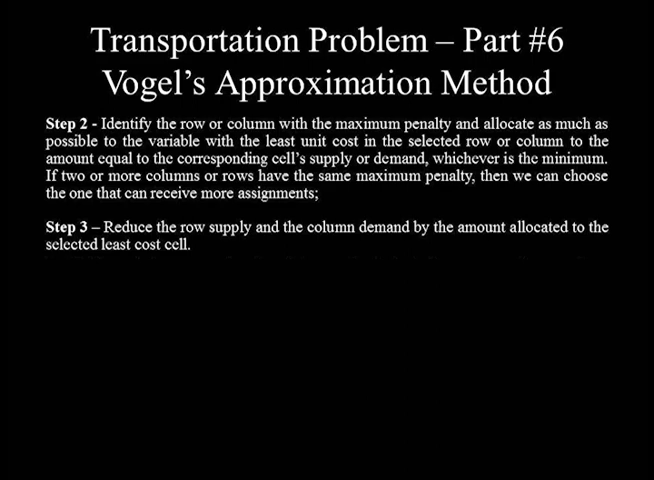 Transportation Problem – Part #6
Vogel’s Approximation Method
Step 2 - Identify the row or column with the maximum penalty and allocate as much as
possible to the variable with the least unit cost in the selected row or column to the
amount equal to the corresponding cell’s supply or demand, whichever is the minimum.
If two or more columns or rows have the same maximum penalty, then we can choose
the one that can receive more assignments;
Step 3 – Reduce the row supply and the column demand by the amount allocated to the
selected least cost cell.